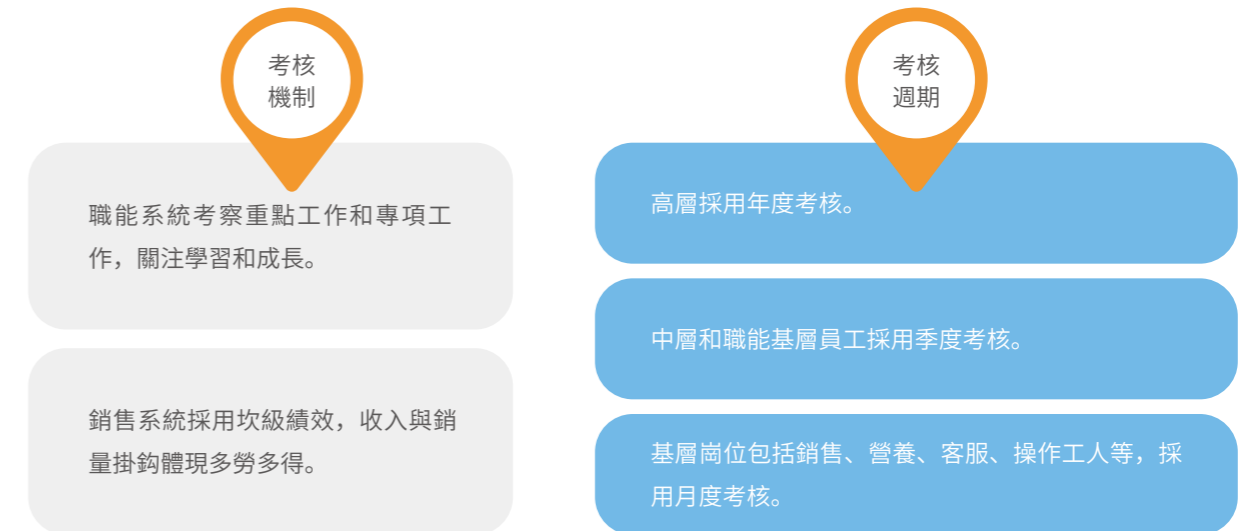 考核
機制
職能系統考察重點工作和專項工
作，關注學習和成長。
銷售系統採用坎級績效，收入與銷
量掛鈎體現多勞多得。
考核
週期
高層採用年度考核。
中層和職能基層員工採用季度考核。
基層崗位包括銷售、營養、客服、操作工人等，採
用月度考核。